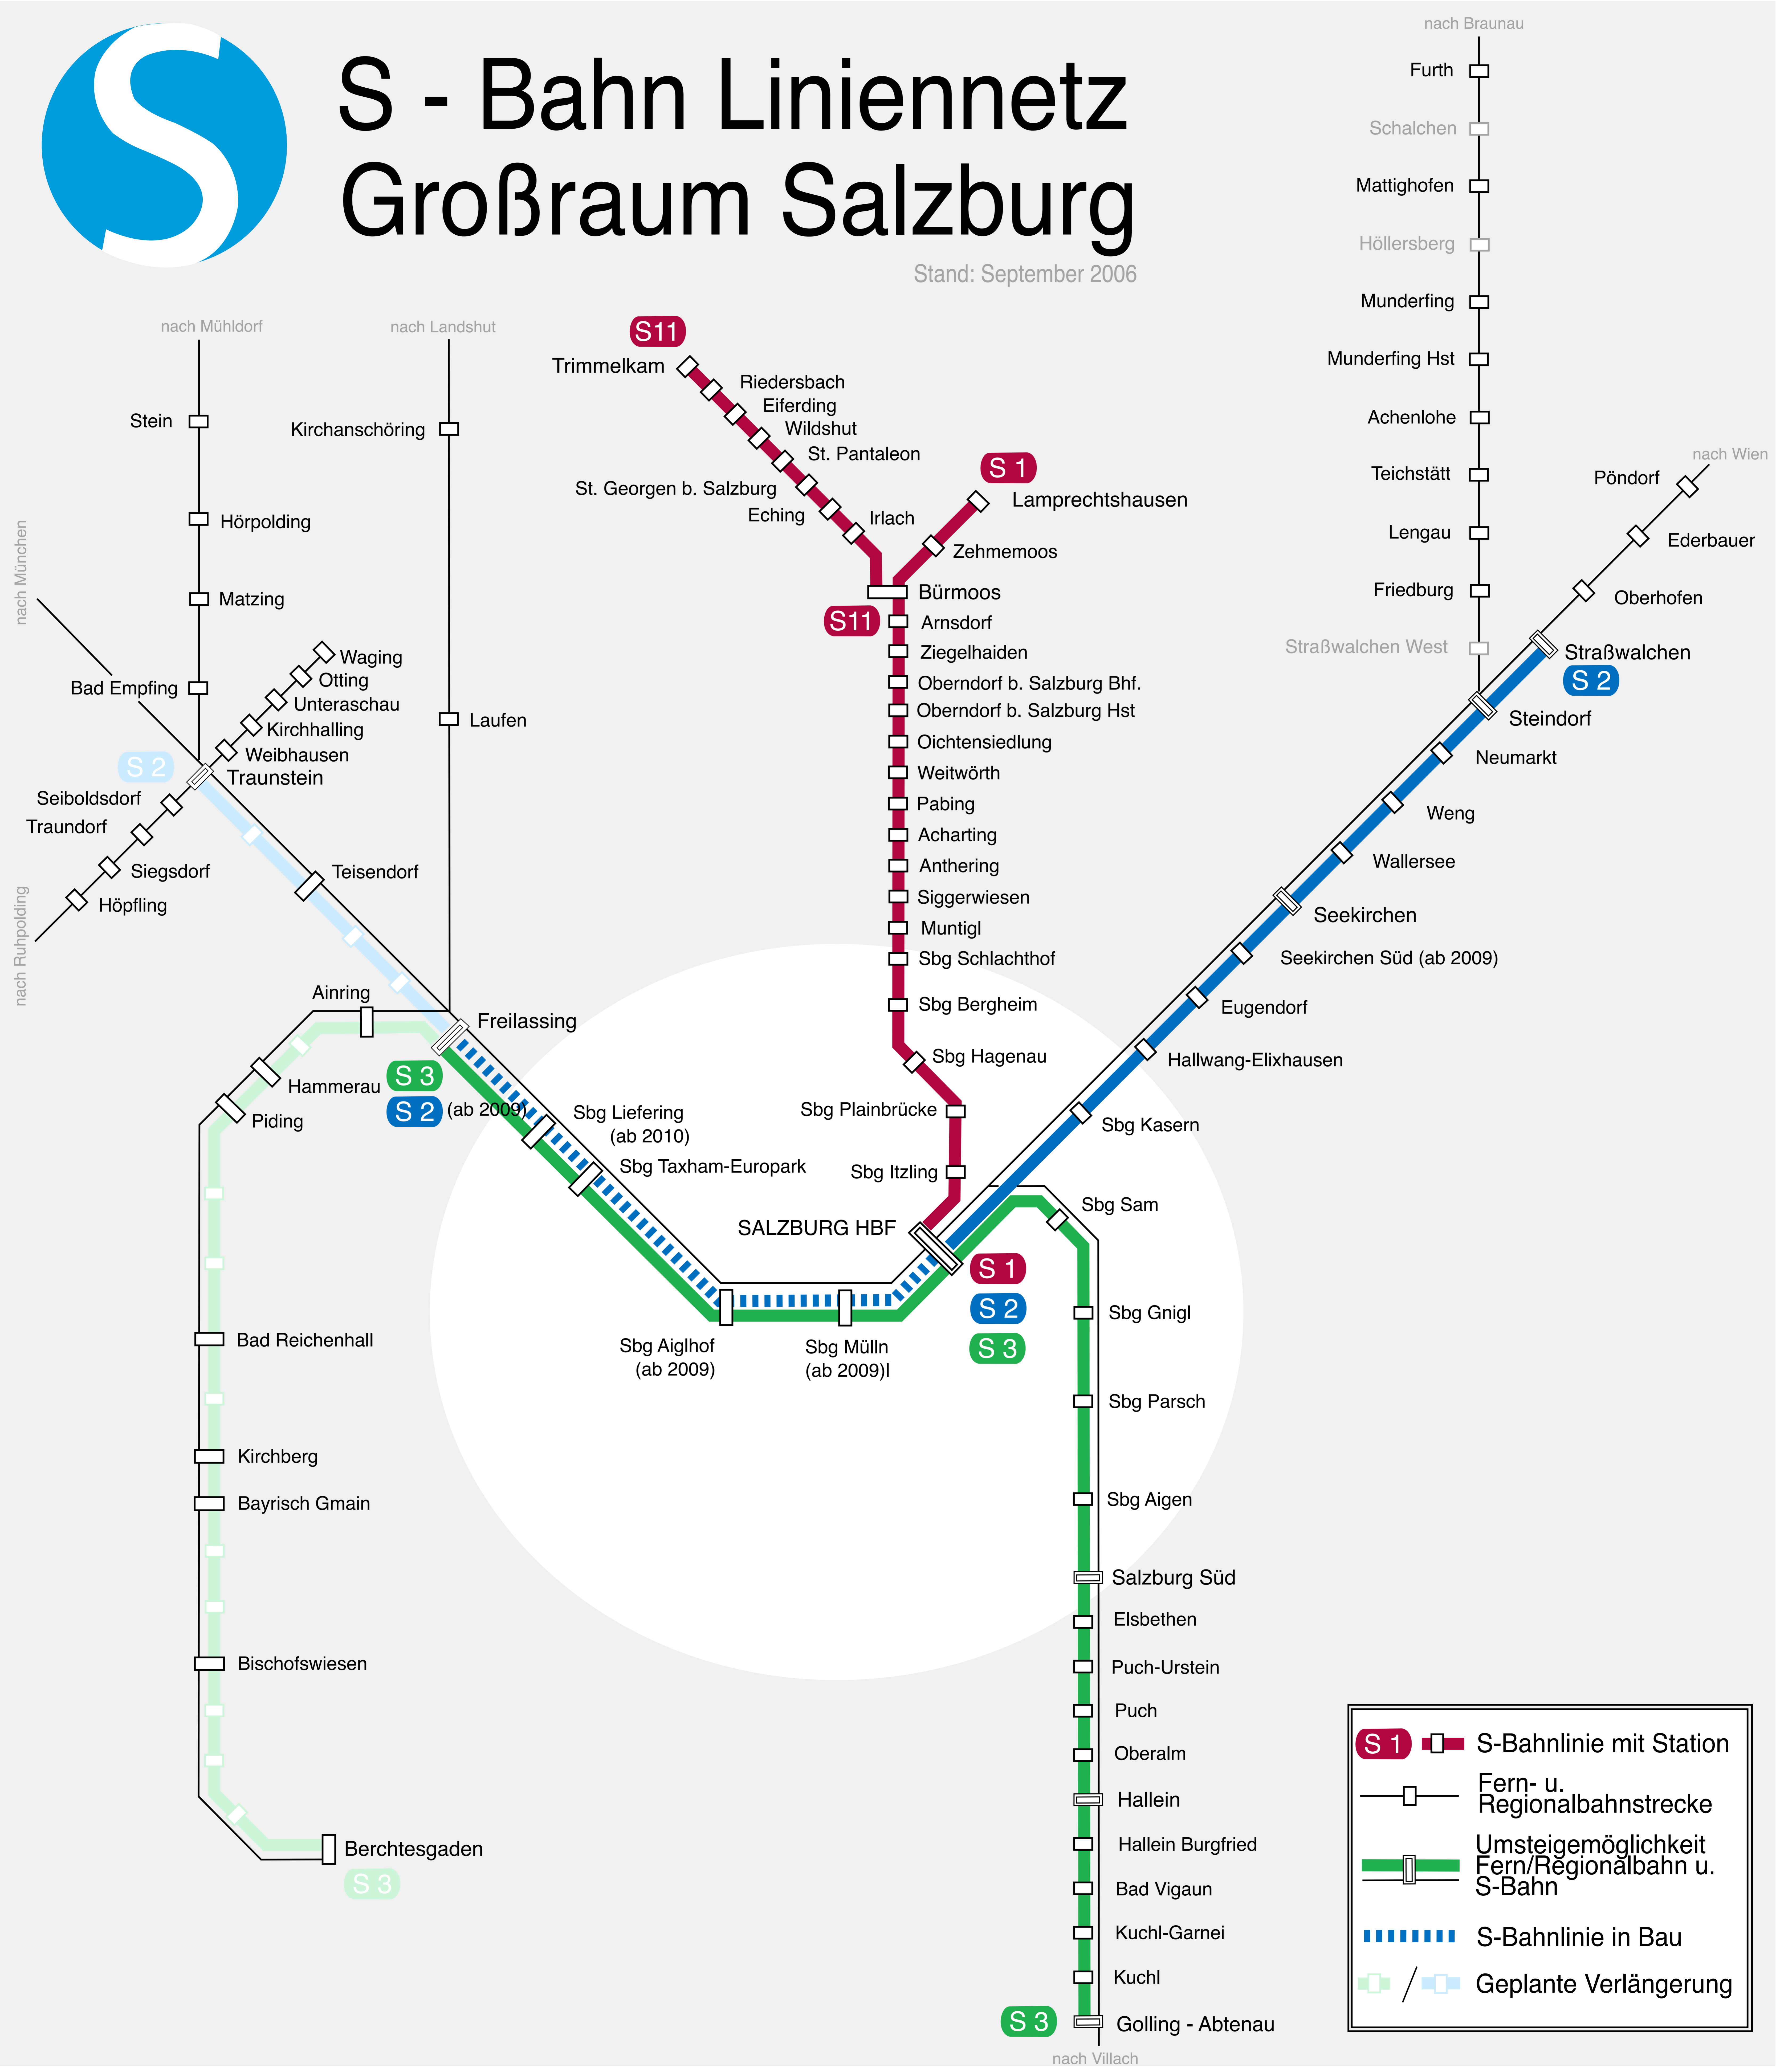 S
S - Bahn Liniennetz
Großraum Salzburg
Stand: September 2006
nach Braunau
Furth
Schalchen
Mattighofen
Höllersberg
Munderfing
Munderfing Hst
Achenlohe
Teichstätt
Lengau
Friedburg
Straßwalchen West
nach Wien
Pöndorf
Ederbauer
Oberhofen
Straßwalchen
S 2
Steindorf
Neumarkt
Weng
Wallersee
Seekirchen
Seekirchen Süd (ab 2009)
Eugendorf
Hallwang-Elixhausen
Sbg Kasern
nach Mühldorf
Stein
Hörpolding
Matzing
Bad Empfing
nach München
nach Landshut
Kirchanschöring
Laufen
Waging
Otting
Unteraschau
Kirchhalling
Weibhausen
S 2
Traunstein
Seiboldsdorf
Traundorf
Siegsdorf
Höpfling
nach Ruhpolding
Teisendorf
S11
Trimmelkam
Riedersbach
Eiferding
Wildshut
St. Pantaleon
St. Georgen b. Salzburg
Eching
Irlach
S 1
Lamprechtshausen
Zehmemoos
Bürmoos
S11
Arnsdorf
Ziegelhaiden
Oberndorf b. Salzburg Bhf.
Oberndorf b. Salzburg Hst
Oichtensiedlung
Weitwörth
Pabing
Acharting
Anthering
Siggerwiesen
Muntigl
Sbg Schlachthof
Sbg Bergheim
Sbg Hagenau
Sbg Plainbrücke
Sbg Itzling
SALZBURG HBF
S 1
S 2
S 3
Ainring
Freilassing
Hammerau
Piding
S 3
S 2 (ab 2009)
Sbg Liefering
(ab 2010)
Sbg Taxham-Europark
Sbg Aiglhof
(ab 2009)
Sbg Mülln
(ab 2009)l
Bad Reichenhall
Kirchberg
Bayrisch Gmain
Bischofswiesen
Berchtesgaden
S 3
Sbg Sam
Sbg Gnigl
Sbg Parsch
Sbg Aigen
Salzburg Süd
Elsbethen
Puch-Urstein
Puch
Oberalm
Hallein
Hallein Burgfried
Bad Vigaun
Kuchl-Garnei
Kuchl
S 3
Golling - Abtenau
nach Villach
S 1
S-Bahnlinie mit Station
Fern- u.
Regionalbahnstrecke
Umsteigemöglichkeit
Fern/Regionalbahn u.
S-Bahn
S-Bahnlinie in Bau
/
Geplante Verlängerung